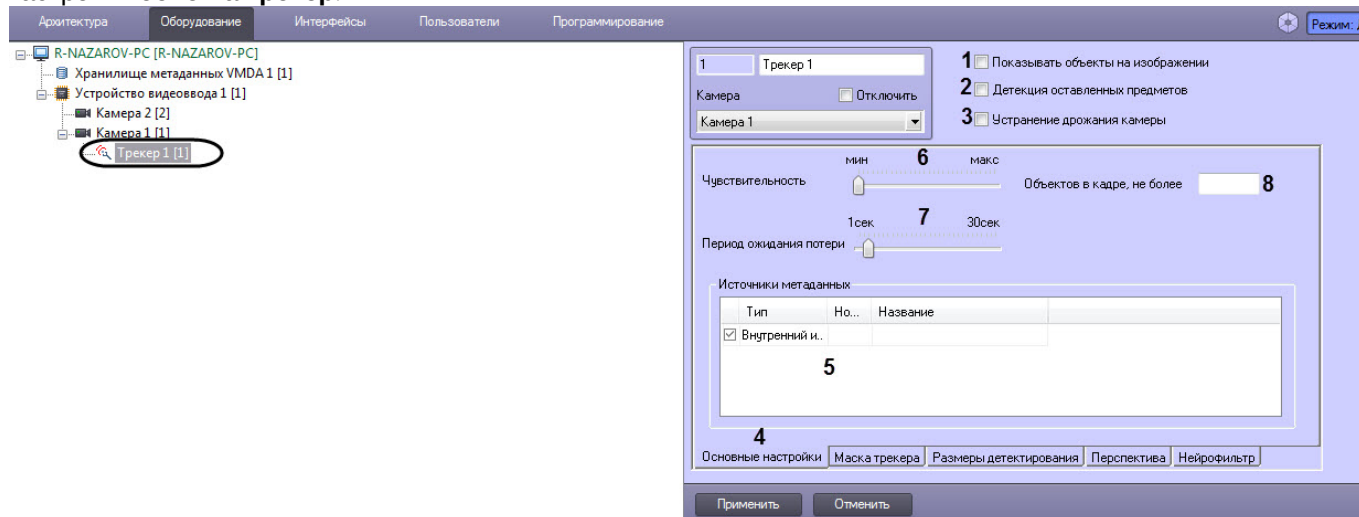 Архитектура Оборудование Интерфейсы Пользователи Программирование Режим:
R-NAZAROV-PC [R-NAZAROV-PC]
Хранилище метаданных VMDA 1 [1]
Устройство видеоввода 1 [1]
Камера 2 [2]
Камера 1 [1]
Трекер 1 [1]
1 Трекер 1
Камера Отключить
Камера 1
1 Показывать объекты на изображении
2 Детекция оставленных предметов
3 Устранение дрожания камеры
мин 6 макс
Чувствительность
Объектов в кадре, не более 8
1сек 7 30сек
Период ожидания потери
Источники метаданных
Тип Но... Название
Внутренний и..
5
4
Основные настройки Маска трекера Размеры детектирования Перспектива Нейрофильтр
Применить Отменить